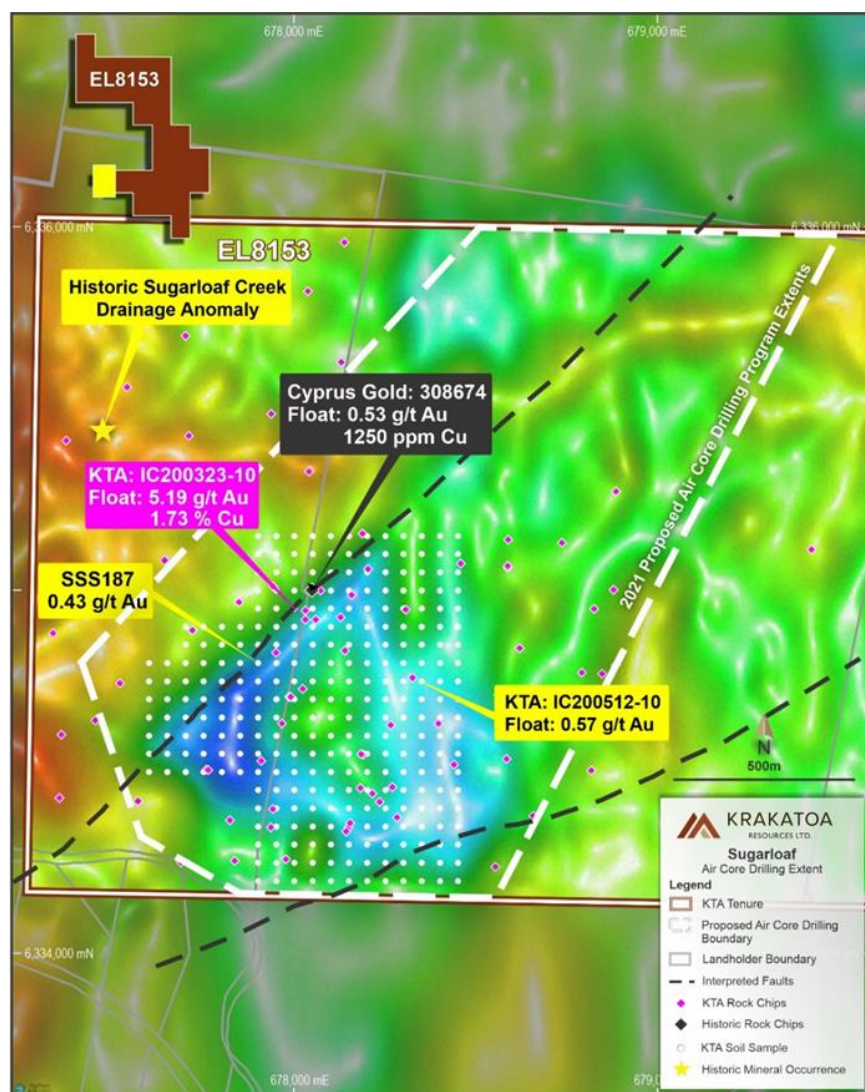 678,000 mE
679,000 mE
EL8153
6,336,000 mN
6,336,000 mN
EL8153
Historic Sugarloaf Creek
Drainage Anomaly
2021 Proposed Air Core Drilling Program Extents
Cyprus Gold: 308674
Float: 0.53 g/t Au
1250 ppm Cu
KTA: IC200323-10
Float: 5.19 g/t Au
1.73 % Cu
SSS187
0.43 g/t Au
KTA: IC200512-10
Float: 0.57 g/t Au
N
500m
KRAKATOA
RESOURCES LTD.
Sugarloaf
Air Core Drilling Extent
Legend
KTA Tenure
Proposed Air Core Drilling
Boundary
Landholder Boundary
Interpreted Faults
KTA Rock Chips
Historic Rock Chips
KTA Soil Sample
Historic Mineral Occurrence
6,334,000 mN
678,000 mE
679,000